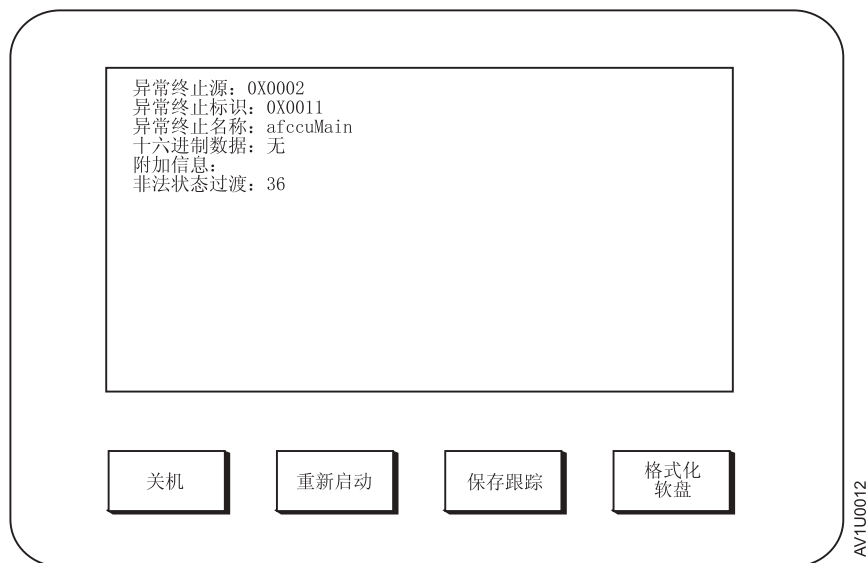 异常终止源：0X0002
异常终止标识：0X0011
异常终止名称：afccuMain
十六进制数据：无
附加信息：
非法状态过渡：36
关机
重新启动
保存跟踪
格式化
软盘
AV1U0012